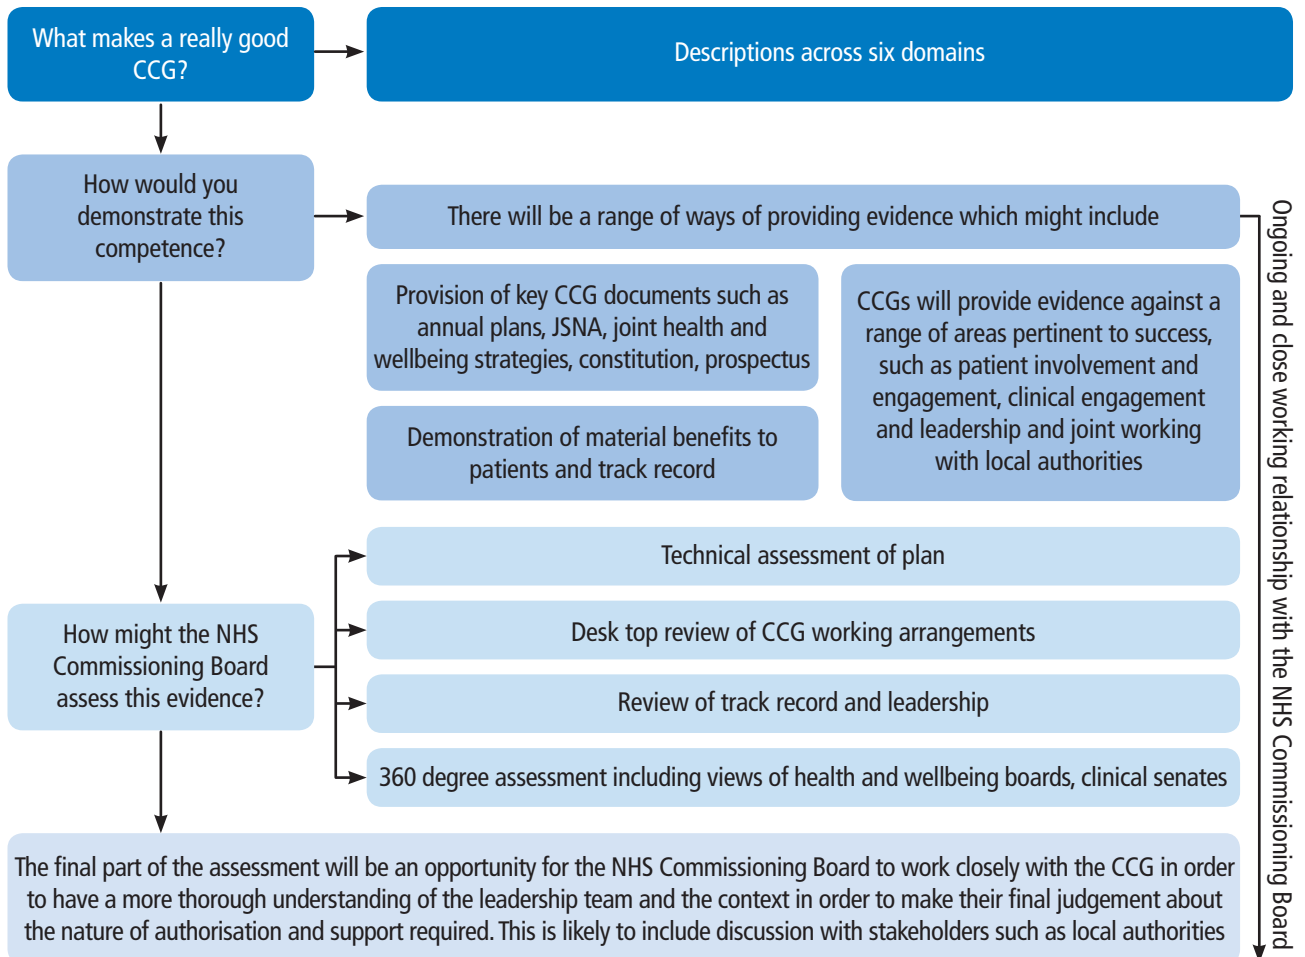 What makes a really good
CCG?
Descriptions across six domains
How would you
demonstrate this
competence?
There will be a range of ways of providing evidence which might include
Provision of key CCG documents such as
annual plans, JSNA, joint health and
wellbeing strategies, constitution, prospectus
CCGs will provide evidence against a
range of areas pertinent to success,
such as patient involvement and
engagement, clinical engagement
and leadership and joint working
with local authorities
Demonstration of material benefits to
patients and track record
How might the NHS
Commissioning Board
assess this evidence?
Technical assessment of plan
Desk top review of CCG working arrangements
Review of track record and leadership
360 degree assessment including views of health and wellbeing boards, clinical senates
The final part of the assessment will be an opportunity for the NHS Commissioning Board to work closely with the CCG in order
to have a more thorough understanding of the leadership team and the context in order to make their final judgement about
the nature of authorisation and support required. This is likely to include discussion with stakeholders such as local authorities
Ongoing and close working relationship with the NHS Commissioning Board